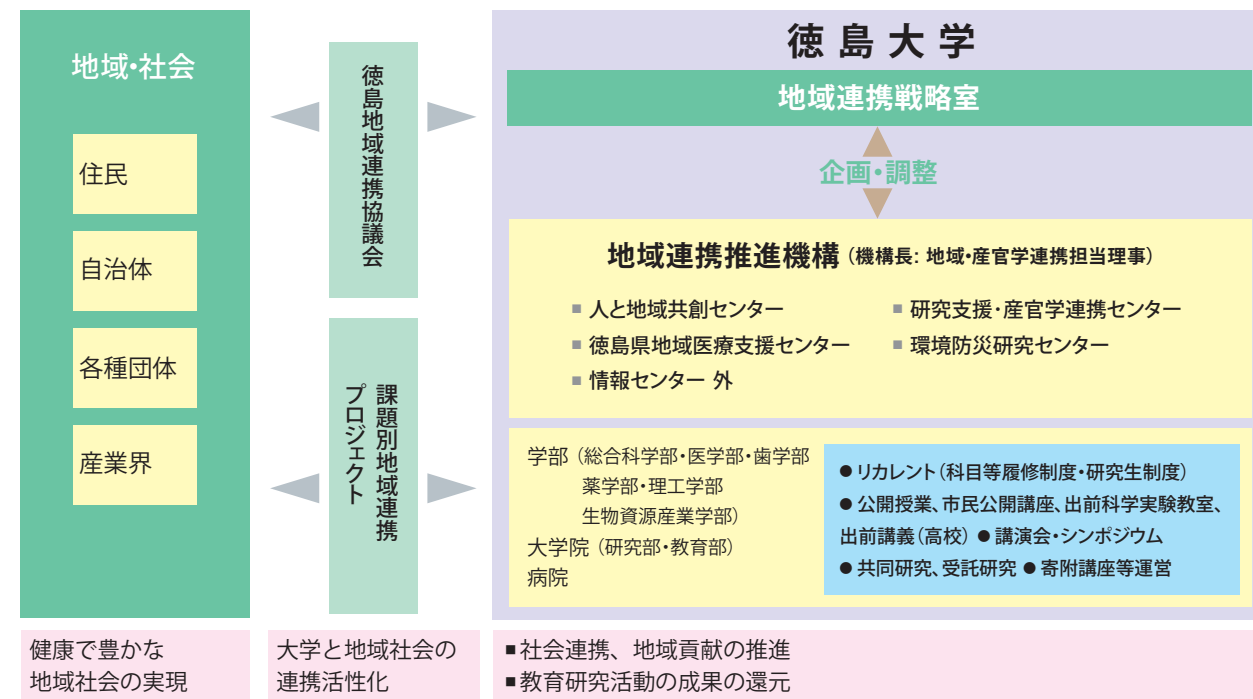 地域・社会
住民
自治体
各種団体
産業界
徳島地域連携協議会
課題別地域連携
プロジェクト
徳島大学
地域連携戦略室
企画・調整
地域連携推進機構（機構長：地域・産官学連携担当理事）
■ 人と地域共創センター
■ 研究支援・産官学連携センター
■ 徳島県地域医療支援センター
■ 環境防災研究センター
■ 情報センター 外
学部（総合科学部・医学部・歯学部
薬学部・理工学部
生物資源産業学部）
大学院（研究部・教育部）
病院
● リカレント（科目等履修制度・研究生制度）
● 公開授業、市民公開講座、出前科学実験教室、
出前講義（高校） ● 講演会・シンポジウム
● 共同研究、受託研究 ● 寄附講座等運営
健康で豊かな
地域社会の実現
大学と地域社会の
連携活性化
■社会連携、地域貢献の推進
■教育研究活動の成果の還元